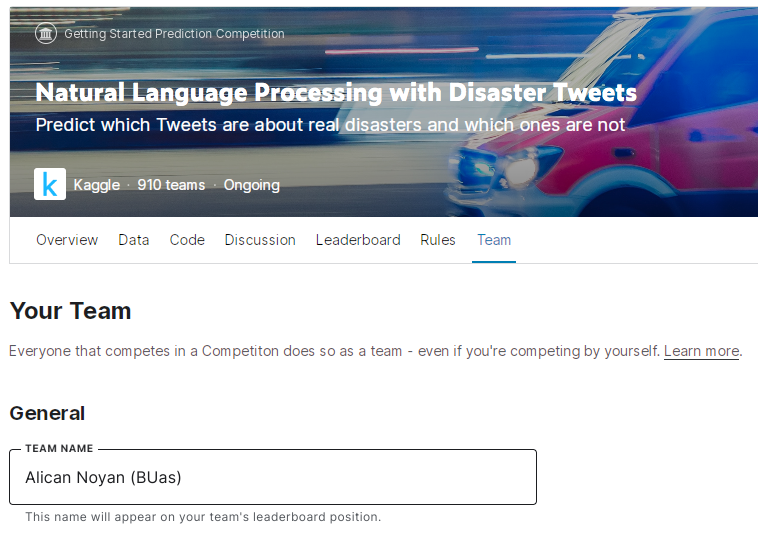 Getting Started Prediction Competition
Natural Language Processing with Disaster Tweets
Predict which Tweets are about real disasters and which ones are not
k Kaggle · 910 teams · Ongoing
Overview Data Code Discussion Leaderboard Rules Team
Your Team
Everyone that competes in a Competiton does so as a team - even if you're competing by yourself. Learn more.
General
TEAM NAME
Alican Noyan (BUas)
This name will appear on your team's leaderboard position.